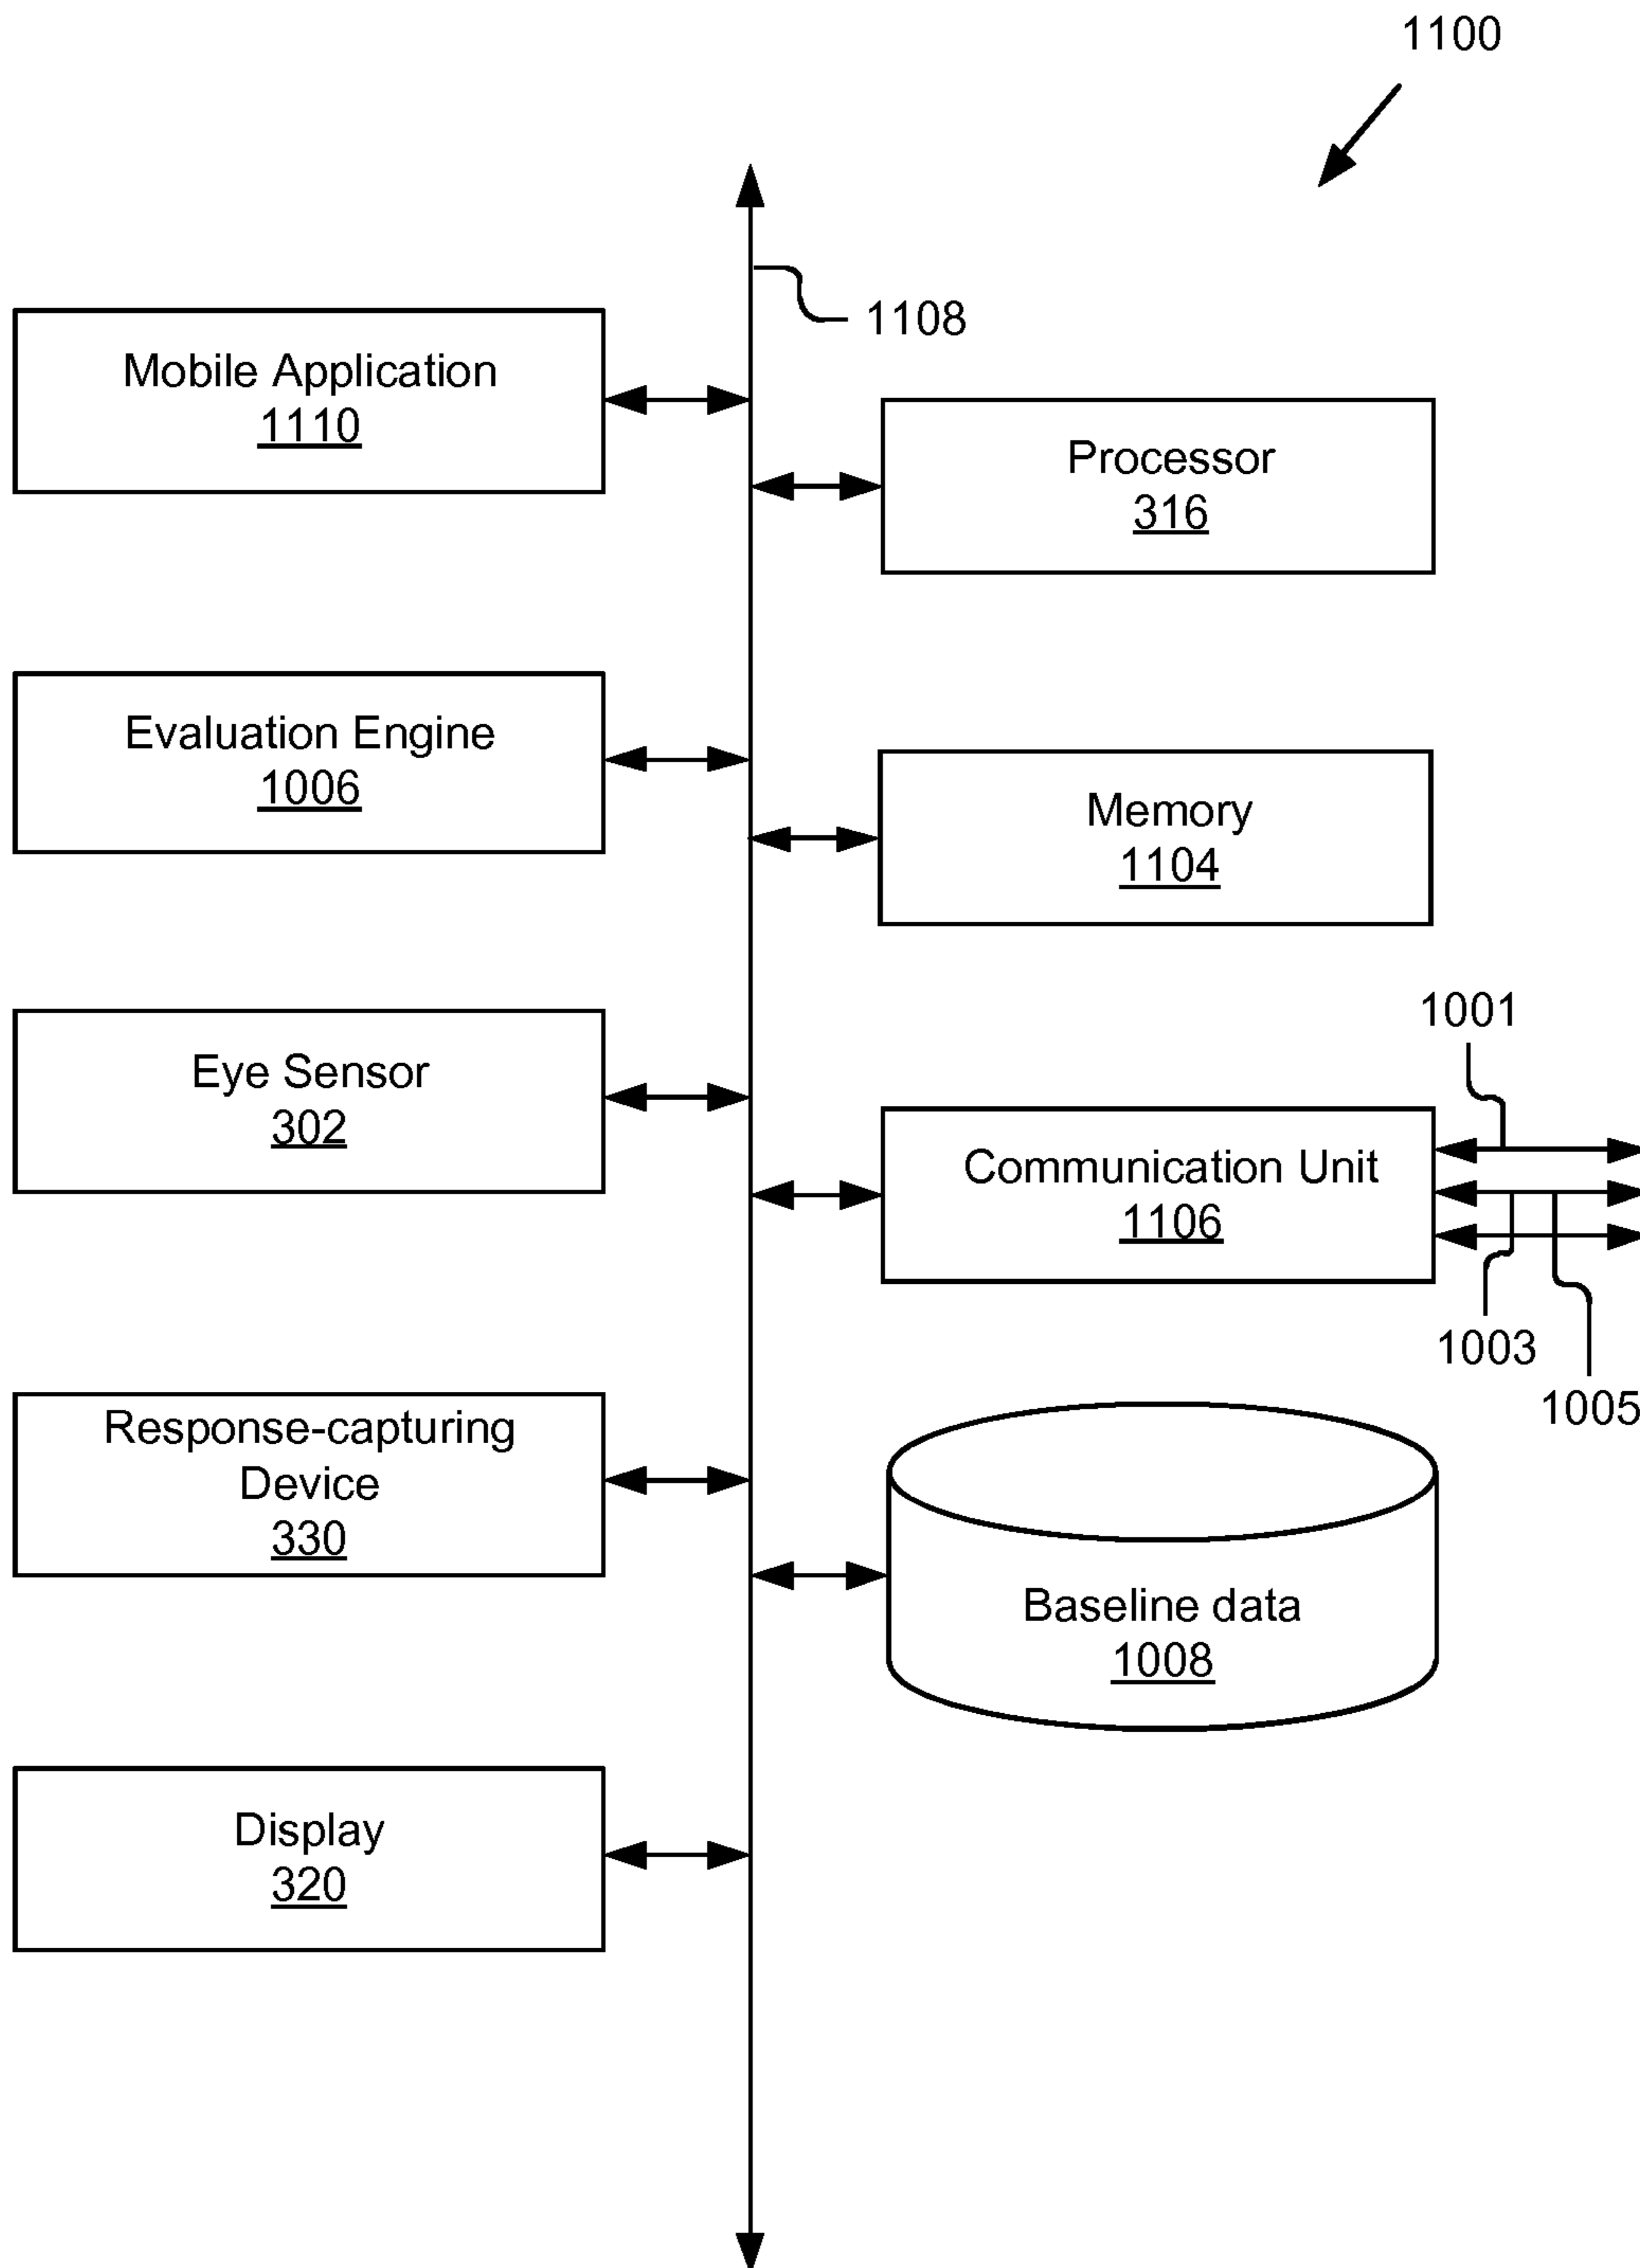 1100
1108
Mobile Application
1110
Processor
316
Evaluation Engine
1006
Memory
1104
Eye Sensor
302
1001
Communication Unit
1106
1003
1005
Response-capturing
Device
330
Baseline data
1008
Display
320